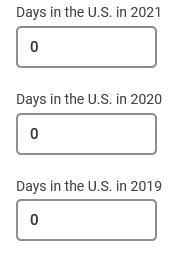 Days in the U.S. in 2021
0
Days in the U.S. in 2020
0
Days in the U.S. in 2019
0